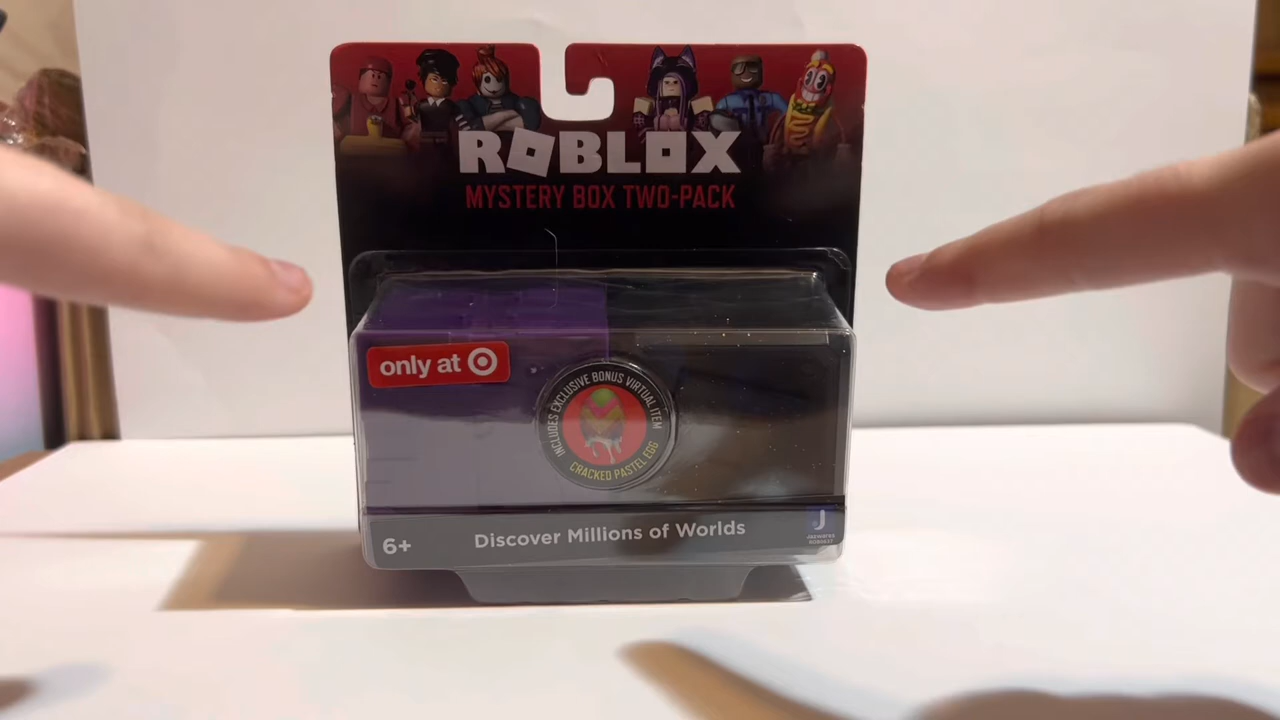 ROBLOX
MYSTERY BOX TWO-PACK
only at
INCLUDES EXCLUSIVE BONUS VIRTUAL ITEM
CRACKED PASTEL EGG
6+
Discover Millions of Worlds
J
Jazwares